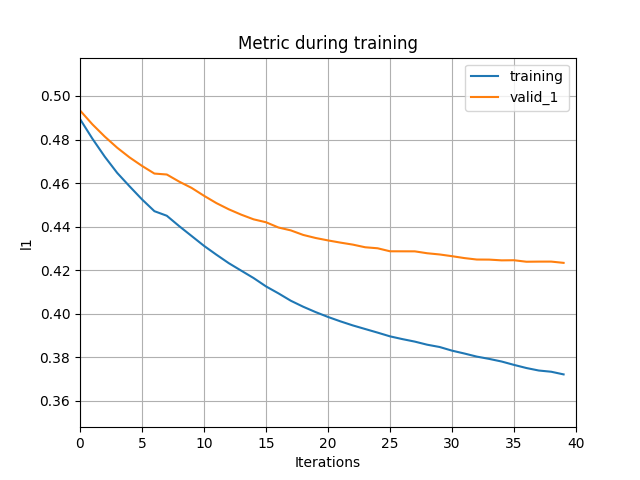 Metric during training
training
valid_1
0.50
0.48
0.46
0.44
0.42
0.40
0.38
0.36
l1
0 5 10 15 20 25 30 35 40
Iterations